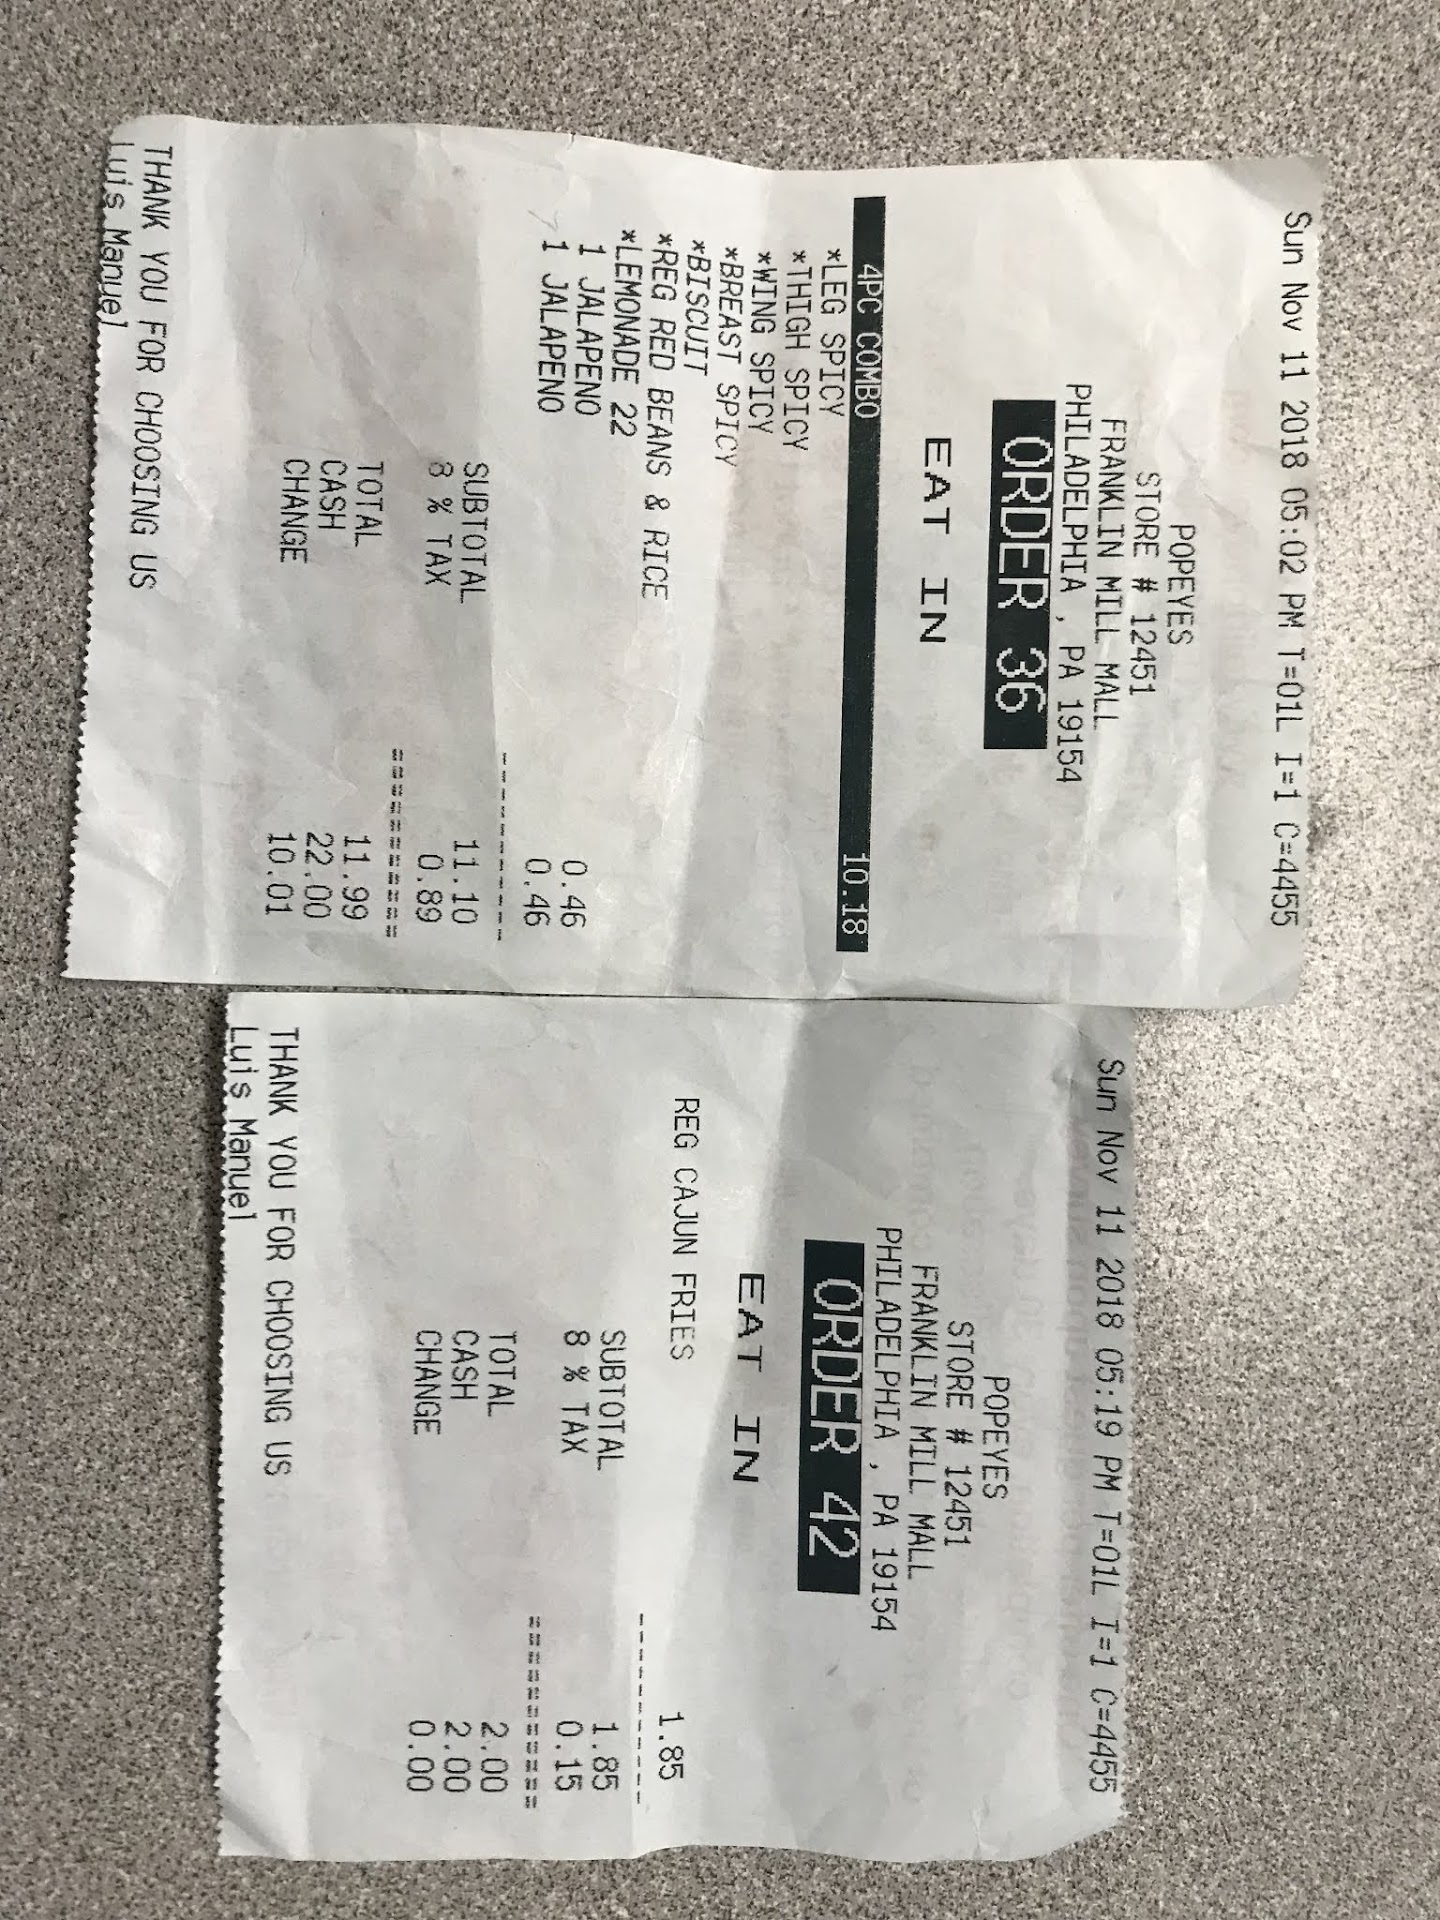 Sun Nov 11 2018 05:02 PM T=01L I=1 C=4455
POPEYES
STORE # 12451
FRANKLIN MILL MALL
PHILADELPHIA , PA 19154
ORDER 36
EAT IN
4PC COMBO 10.18
*LEG SPICY
*THIGH SPICY
*WING SPICY
*BREAST SPICY
*BISCUIT
*REG RED BEANS & RICE
*LEMONADE 22
1 JALAPENO 0.46
1 JALAPENO 0.46
SUBTOTAL 11.10
8 % TAX 0.89
TOTAL 11.99
CASH 22.00
CHANGE 10.01
THANK YOU FOR CHOOSING US
Luis Manuel
Sun Nov 11 2018 05:19 PM T=01L I=1 C=4455
POPEYES
STORE # 12451
FRANKLIN MILL MALL
PHILADELPHIA , PA 19154
ORDER 42
EAT IN
REG CAJUN FRIES 1.85
SUBTOTAL 1.85
8 % TAX 0.15
TOTAL 2.00
CASH 2.00
CHANGE 0.00
THANK YOU FOR CHOOSING US
Luis Manuel